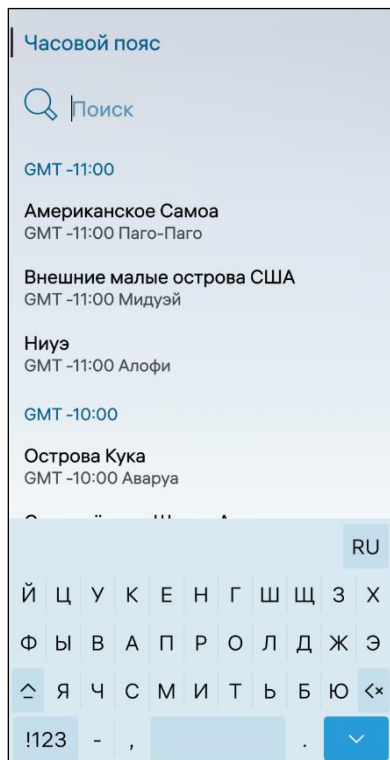 Часовой пояс
Поиск
GMT -11:00
Американское Самоа
GMT -11:00 Паго-Паго
Внешние малые острова США
GMT -11:00 Мидуэй
Ниуэ
GMT -11:00 Алофи
GMT -10:00
Острова Кука
GMT -10:00 Аваруа
RU
Й Ц У К Е Н Г Ш Щ З Х
Ф Ы В А П Р О Л Д Ж Э
Я Ч С М И Т Ь Б Ю
!123 - , .